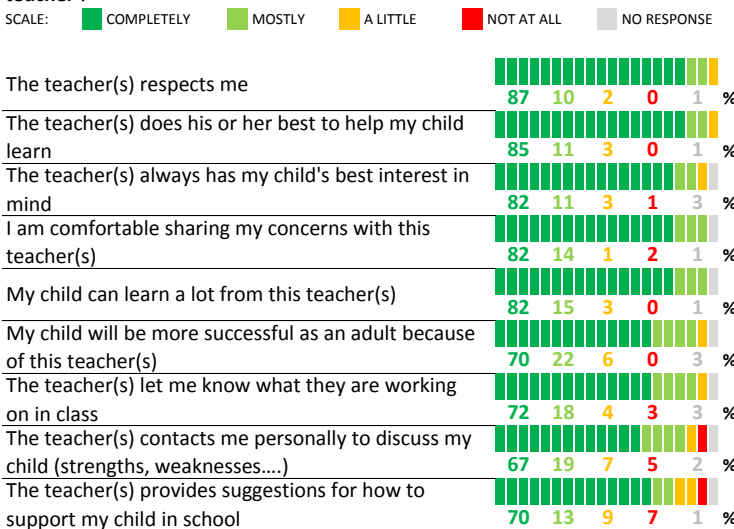 teacher?
SCALE: COMPLETELY MOSTLY A LITTLE NOT AT ALL NO RESPONSE
The teacher(s) respects me
87 10 2 0 1 %
The teacher(s) does his or her best to help my child
learn
85 11 3 0 1 %
The teacher(s) always has my child's best interest in
mind
82 11 3 1 3 %
I am comfortable sharing my concerns with this
teacher(s)
82 14 1 2 1 %
My child can learn a lot from this teacher(s)
82 15 3 0 1 %
My child will be more successful as an adult because
of this teacher(s)
70 22 6 0 3 %
The teacher(s) let me know what they are working
on in class
72 18 4 3 3 %
The teacher(s) contacts me personally to discuss my
child (strengths, weaknesses....)
67 19 7 5 2 %
The teacher(s) provides suggestions for how to
support my child in school
70 13 9 7 1 %